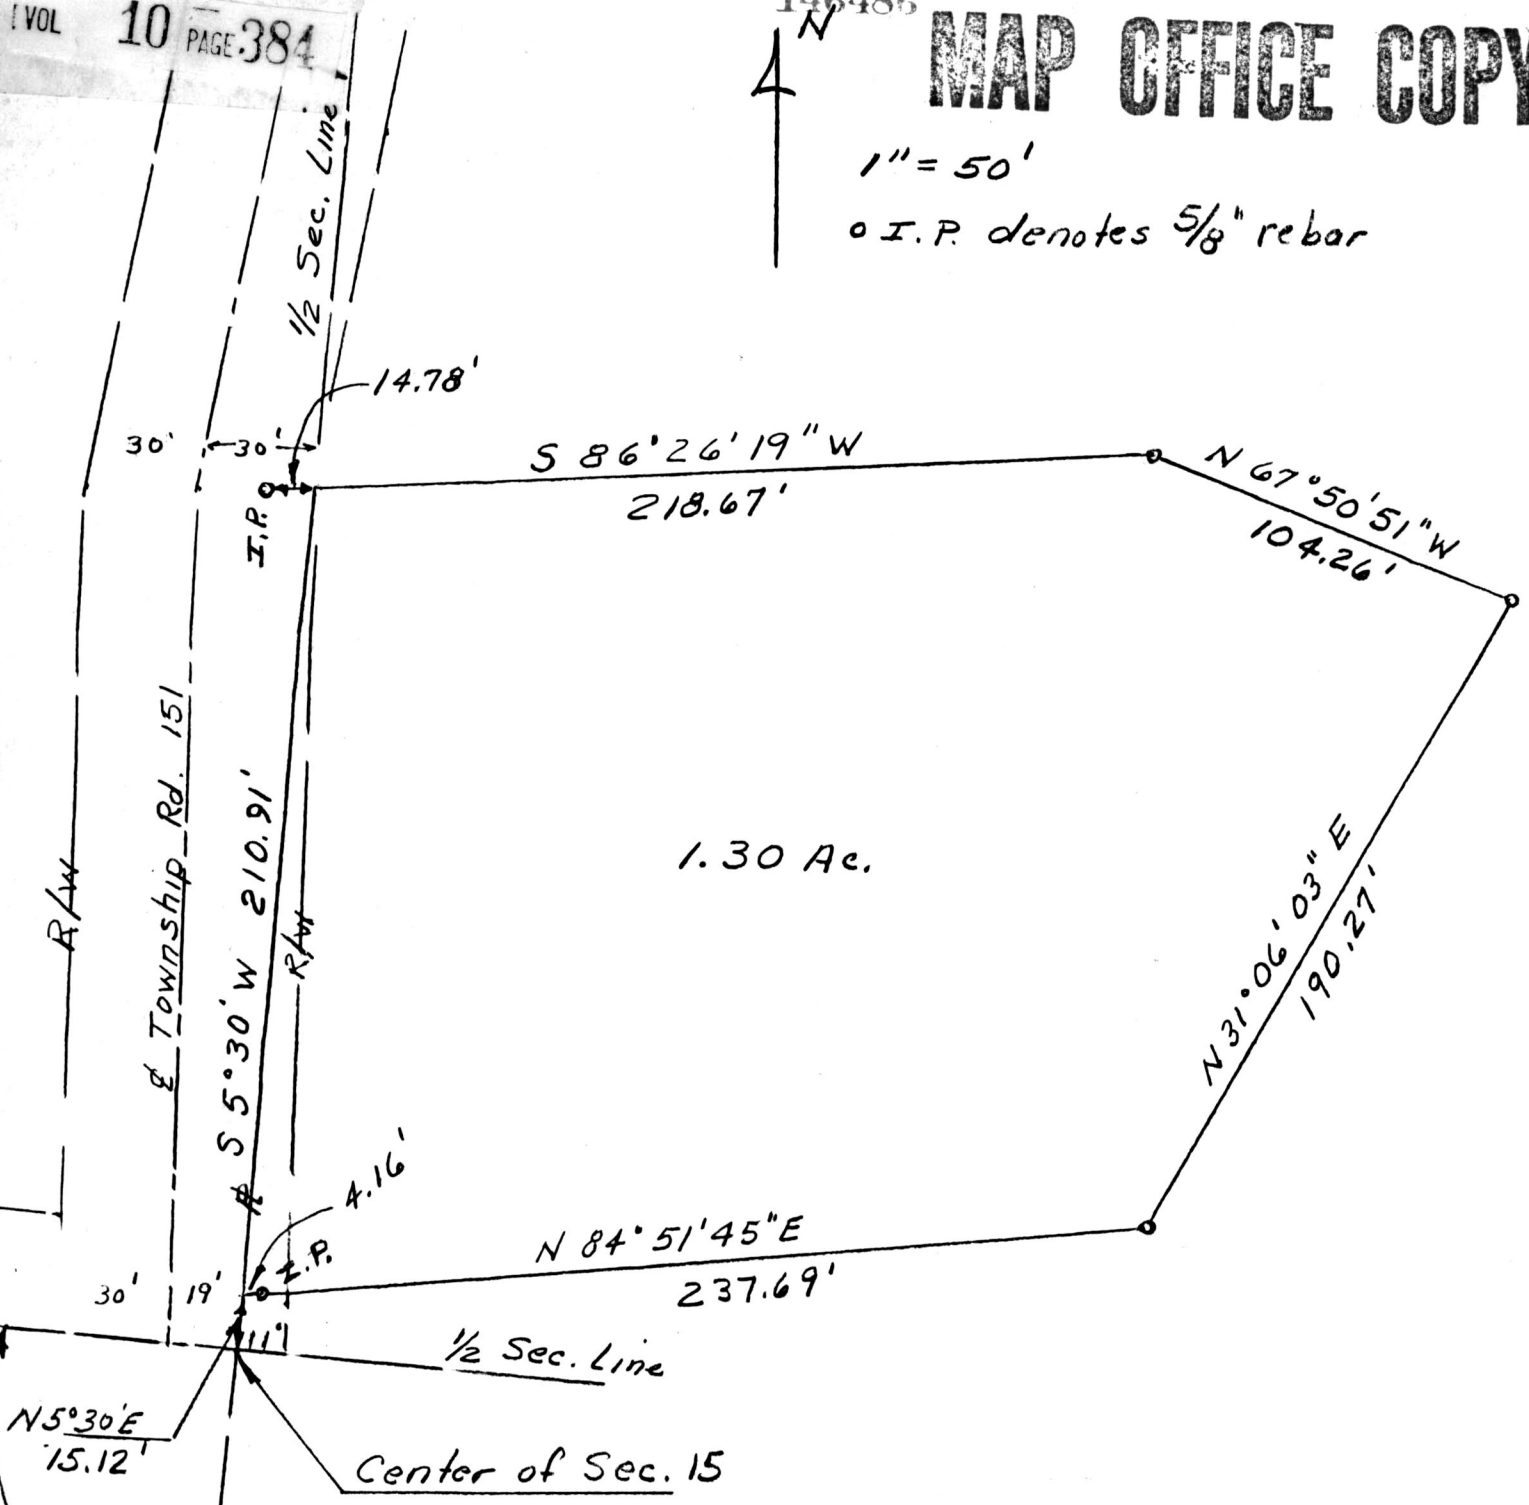 VOL 10 PAGE 384
146485
N
MAP OFFICE COPY
1" = 50'
o I.P. denotes 5/8" rebar
1/2 Sec. Line
14.78'
30' 30'
I.P.
S 86°26'19" W
218.67'
N 67°50'51" W
104.26'
R/W
℄ Township Rd. 151
S 5°30' W 210.91'
R/W
1.30 Ac.
N 31°06'03" E
190.27'
4.16'
I.P.
N 84°51'45" E
237.69'
30' 19' 11'
1/2 Sec. Line
N 5°30' E
15.12'
Center of Sec. 15